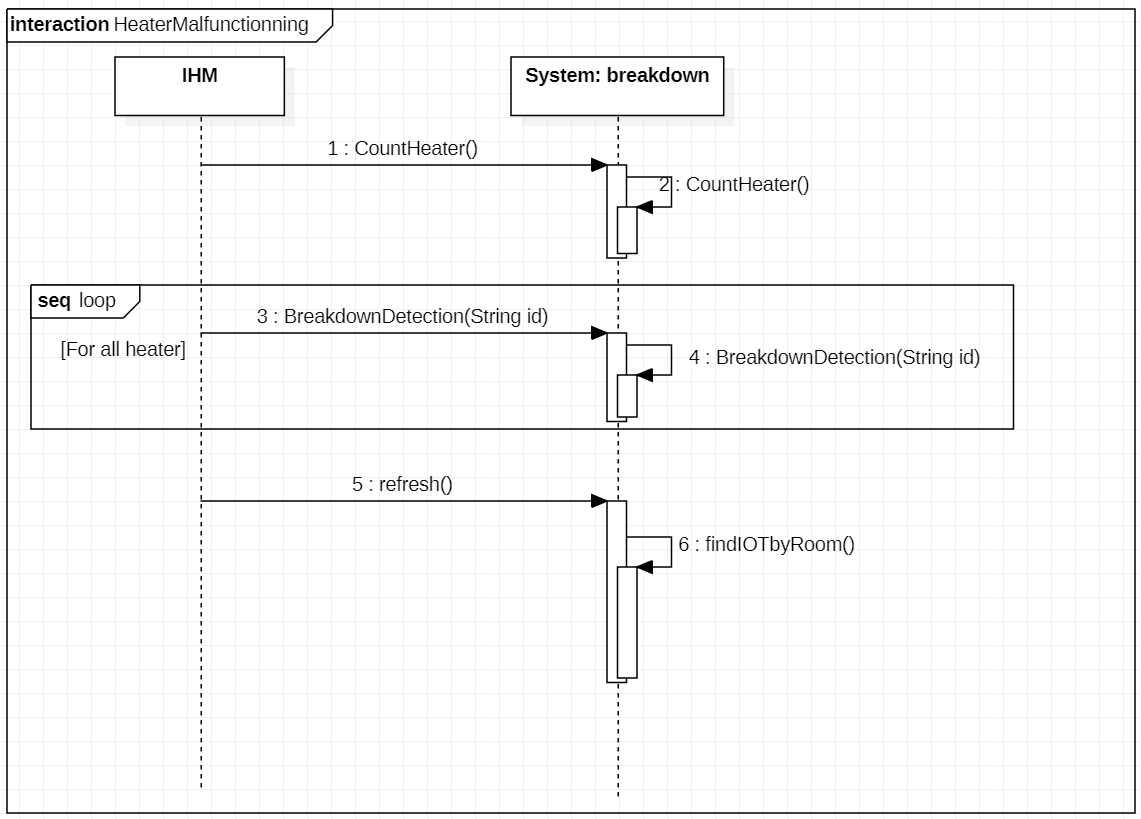 interaction HeaterMalfunctionning
IHM
System: breakdown
1 : CountHeater()
2 : CountHeater()
seq loop
3 : BreakdownDetection(String id)
[For all heater]
4 : BreakdownDetection(String id)
5 : refresh()
6 : findIOTbyRoom()